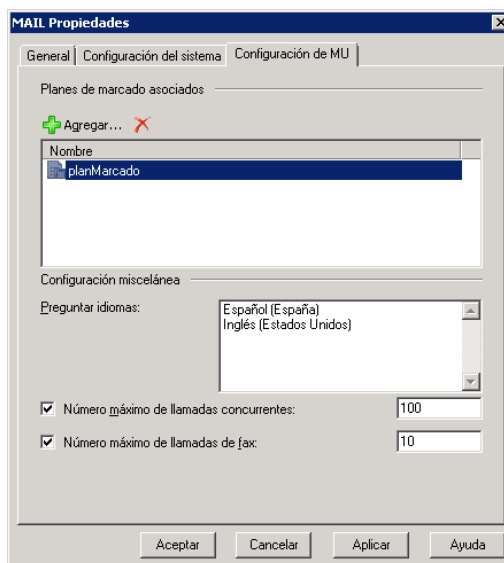 MAIL Propiedades
General Configuración del sistema Configuración de MU
Planes de marcado asociados
Agregar...
Nombre
planMarcado
Configuración miscelánea
Preguntar idiomas:
Español (España)
Inglés (Estados Unidos)
Número máximo de llamadas concurrentes: 100
Número máximo de llamadas de fax: 10
Aceptar Cancelar Aplicar Ayuda